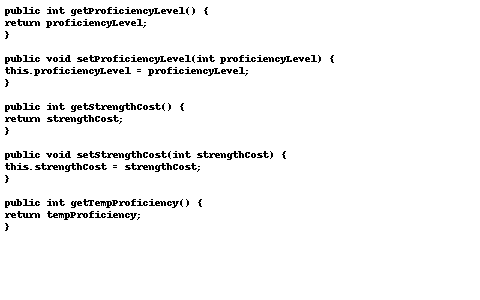 public int getProficiencyLevel() {
return proficiencyLevel;
}
public void setProficiencyLevel(int proficiencyLevel) {
this.proficiencyLevel = proficiencyLevel;
}
public int getStrengthCost() {
return strengthCost;
}
public void setStrengthCost(int strengthCost) {
this.strengthCost = strengthCost;
}
public int getTempProficiency() {
return tempProficiency;
}